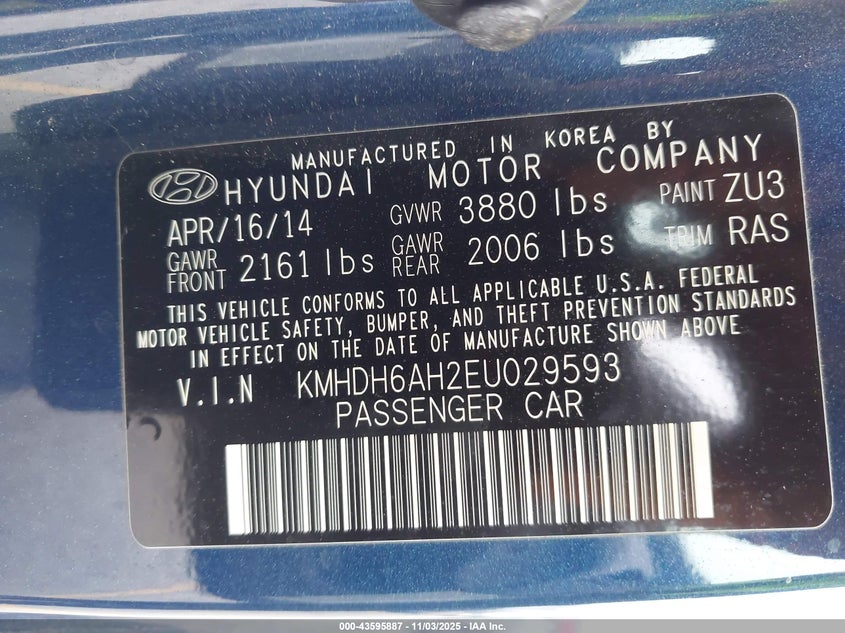 MANUFACTURED IN KOREA BY
HYUNDAI MOTOR COMPANY
APR/16/14 GVWR 3880 lbs PAINT ZU3
GAWR FRONT 2161 lbs GAWR REAR 2006 lbs TRIM RAS
THIS VEHICLE CONFORMS TO ALL APPLICABLE U.S.A. FEDERAL
MOTOR VEHICLE SAFETY, BUMPER, AND THEFT PREVENTION STANDARDS
IN EFFECT ON THE DATE OF MANUFACTURE SHOWN ABOVE
V.I.N KMHDH6AH2EU029593
PASSENGER CAR
000-43595887 - 11/03/2025 - IAA Inc.